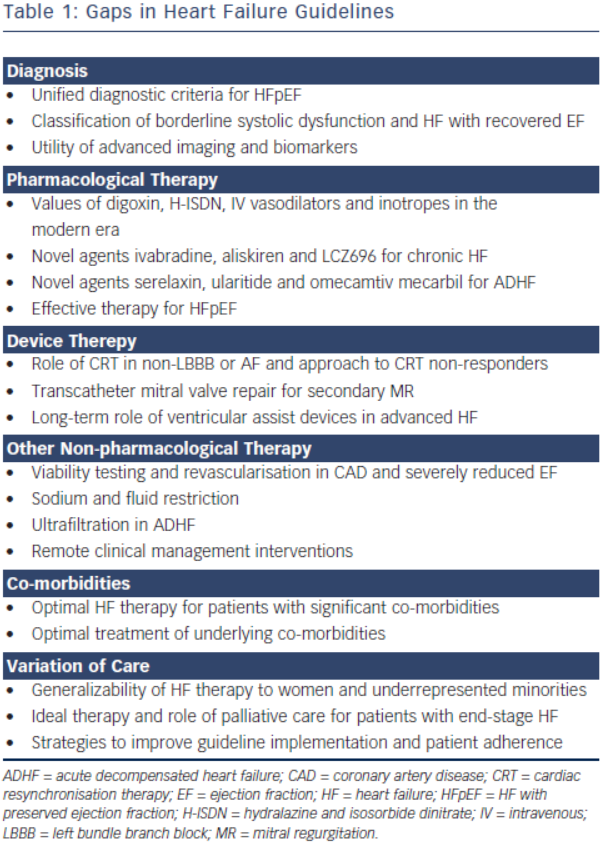 Table 1: Gaps in Heart Failure Guidelines
Diagnosis
• Unified diagnostic criteria for HFpEF
• Classification of borderline systolic dysfunction and HF with recovered EF
• Utility of advanced imaging and biomarkers
Pharmacological Therapy
• Values of digoxin, H-ISDN, IV vasodilators and inotropes in the
modern era
• Novel agents ivabradine, aliskiren and LCZ696 for chronic HF
• Novel agents serelaxin, ularitide and omecamtiv mecarbil for ADHF
• Effective therapy for HFpEF
Device Therepy
• Role of CRT in non-LBBB or AF and approach to CRT non-responders
• Transcatheter mitral valve repair for secondary MR
• Long-term role of ventricular assist devices in advanced HF
Other Non-pharmacological Therapy
• Viability testing and revascularisation in CAD and severely reduced EF
• Sodium and fluid restriction
• Ultrafiltration in ADHF
• Remote clinical management interventions
Co-morbidities
• Optimal HF therapy for patients with significant co-morbidities
• Optimal treatment of underlying co-morbidities
Variation of Care
• Generalizability of HF therapy to women and underrepresented minorities
• Ideal therapy and role of palliative care for patients with end-stage HF
• Strategies to improve guideline implementation and patient adherence
ADHF = acute decompensated heart failure; CAD = coronary artery disease; CRT = cardiac
resynchronisation therapy; EF = ejection fraction; HF = heart failure; HFpEF = HF with
preserved ejection fraction; H-ISDN = hydralazine and isosorbide dinitrate; IV = intravenous;
LBBB = left bundle branch block; MR = mitral regurgitation.